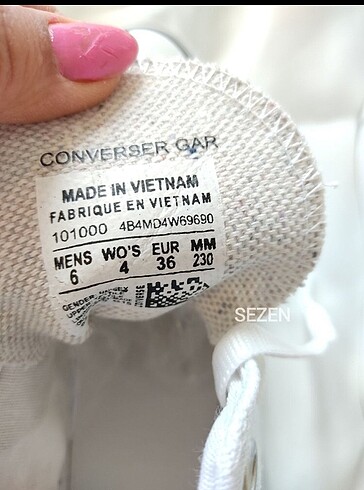 CONVERSER GAR
MADE IN VIETNAM
FABRIQUE EN VIETNAM
101000 4B4MD4W69690
MENS WO'S EUR MM
6 4 36 230
GENDER
SEZEN